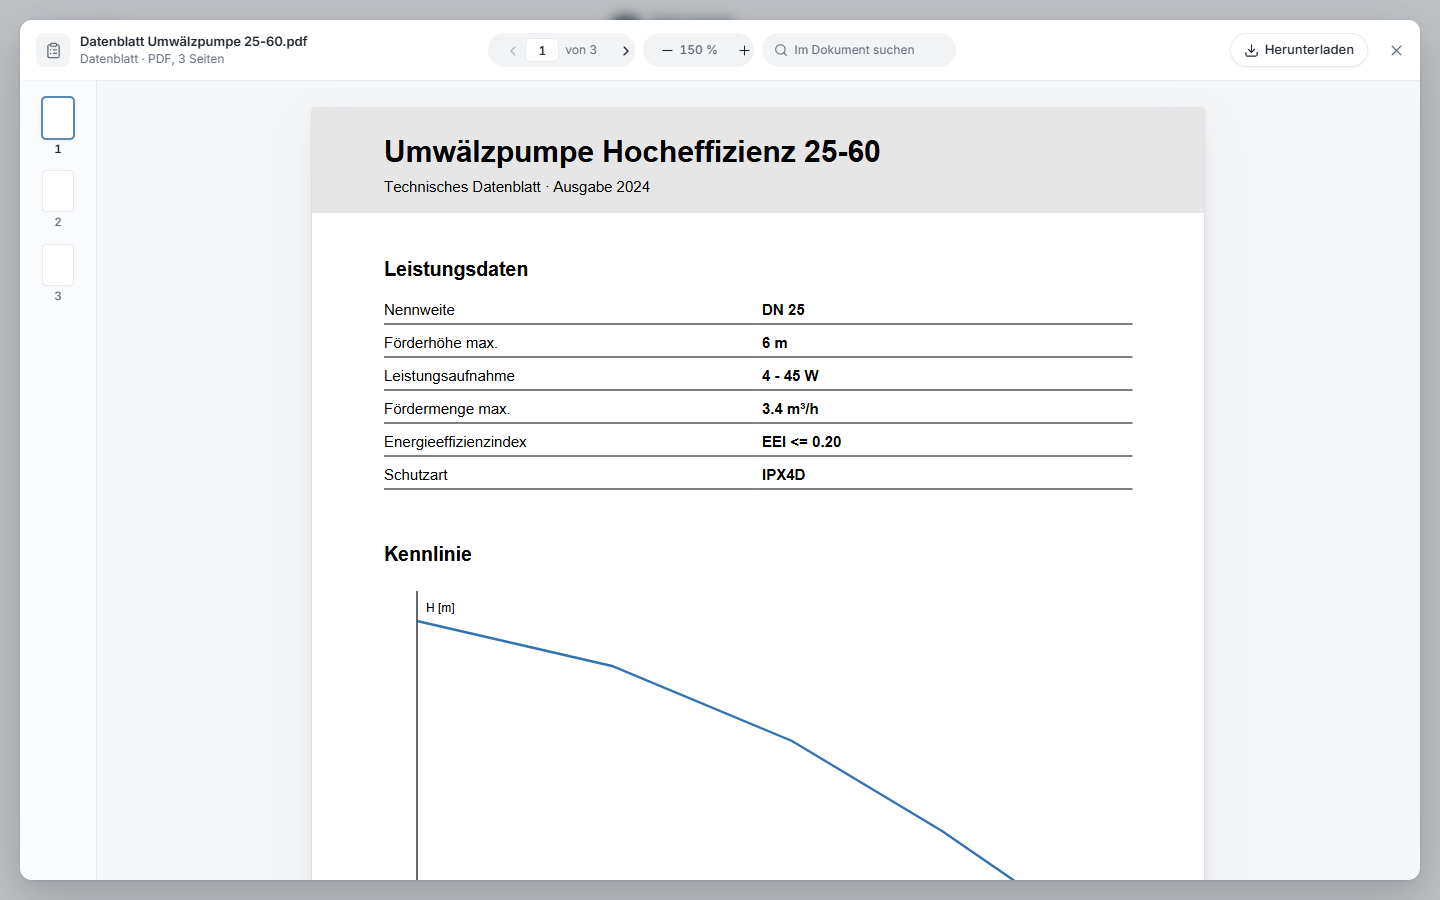 Datenblatt Umwälzpumpe 25-60.pdf
Datenblatt · PDF, 3 Seiten
1 von 3
150 %
Im Dokument suchen
Herunterladen
1
2
3
Umwälzpumpe Hocheffizienz 25-60
Technisches Datenblatt · Ausgabe 2024
Leistungsdaten
Nennweite DN 25
Förderhöhe max. 6 m
Leistungsaufnahme 4 - 45 W
Fördermenge max. 3.4 m³/h
Energieeffizienzindex EEI <= 0.20
Schutzart IPX4D
Kennlinie
H [m]